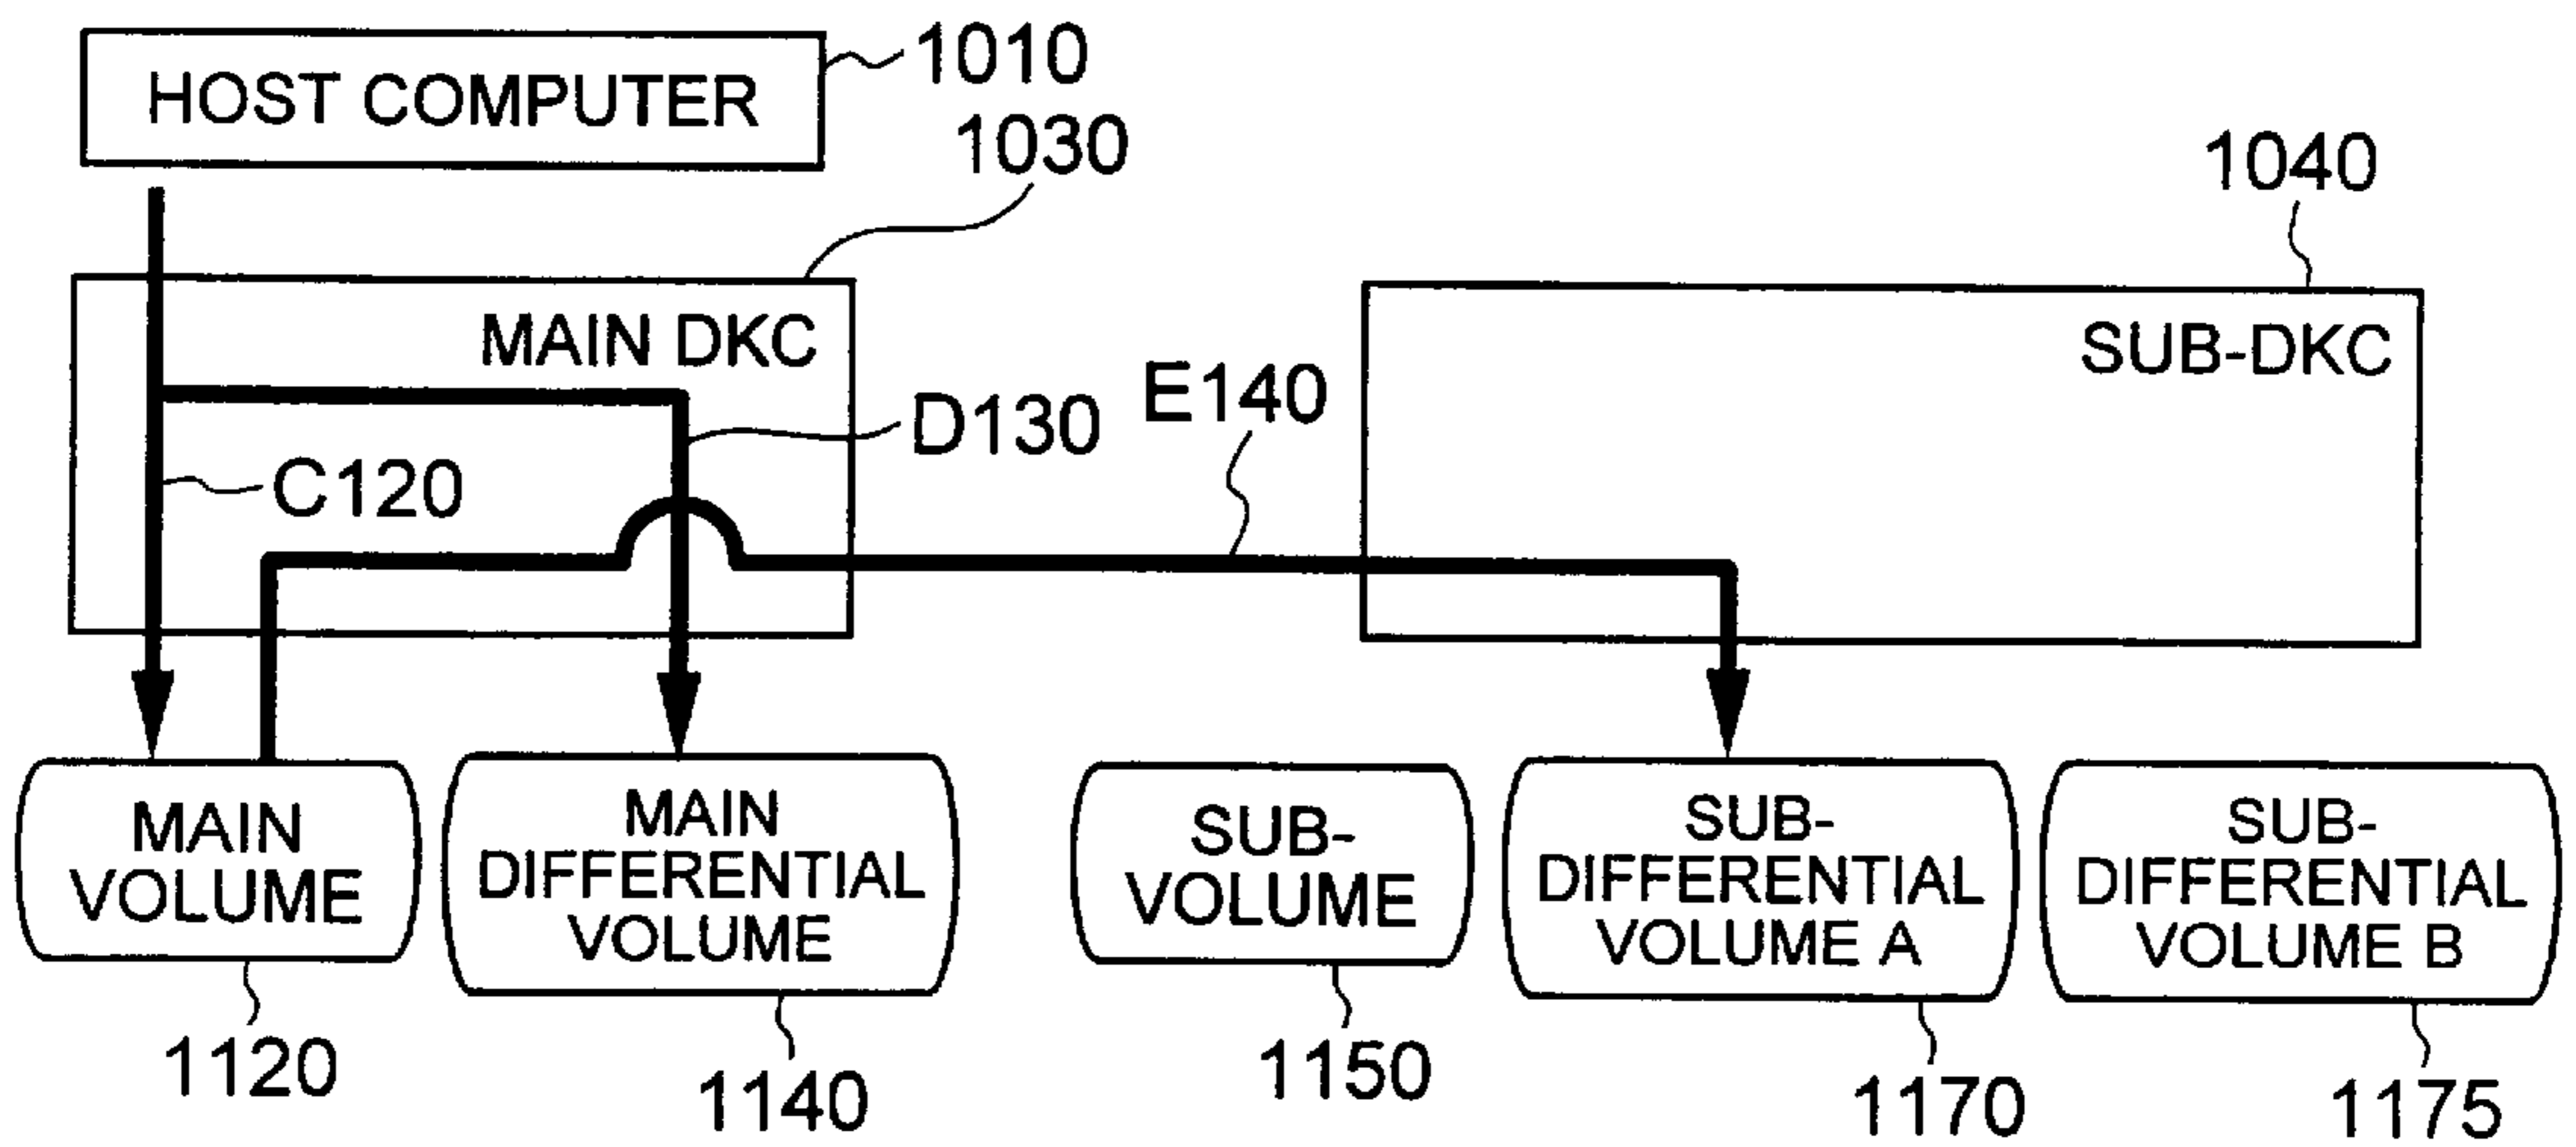 HOST COMPUTER
1010
1030
1040
MAIN DKC
SUB-DKC
D130
E140
C120
MAIN
VOLUME
MAIN
DIFFERENTIAL
VOLUME
SUB-
VOLUME
SUB-
DIFFERENTIAL
VOLUME A
SUB-
DIFFERENTIAL
VOLUME B
1120
1140
1150
1170
1175